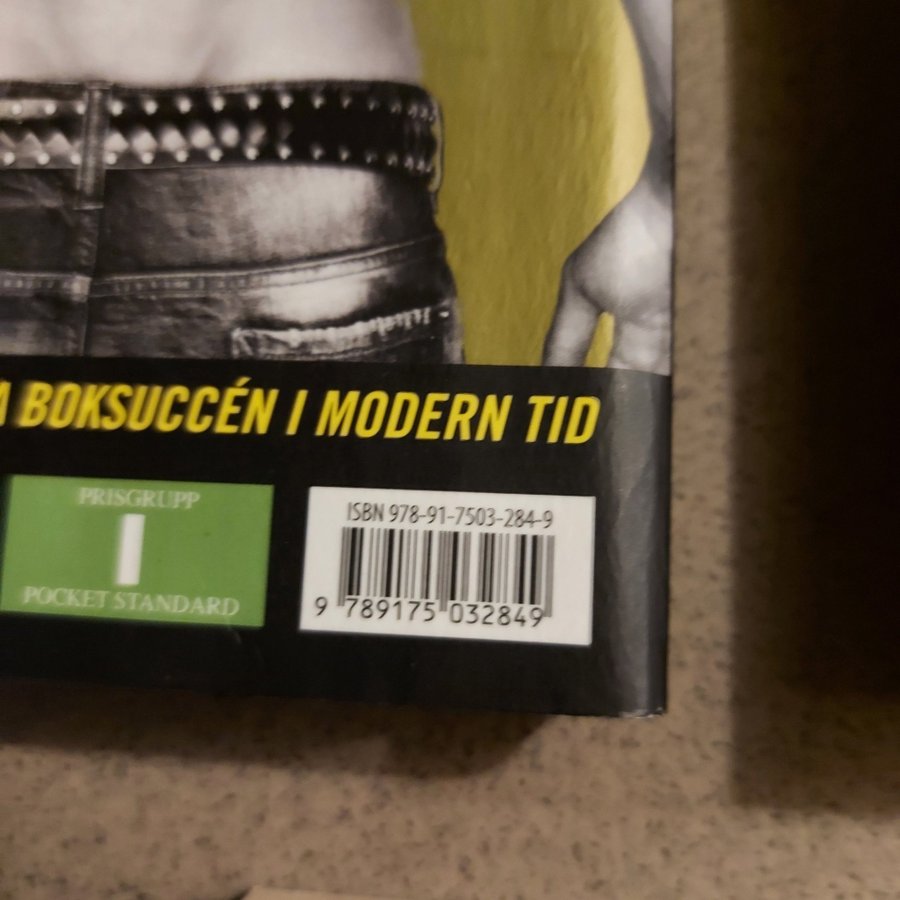 A BOKSUCCÉN I MODERN TID
PRISGRUPP
I
POCKET STANDARD
ISBN 978-91-7503-284-9
9 789175 032849